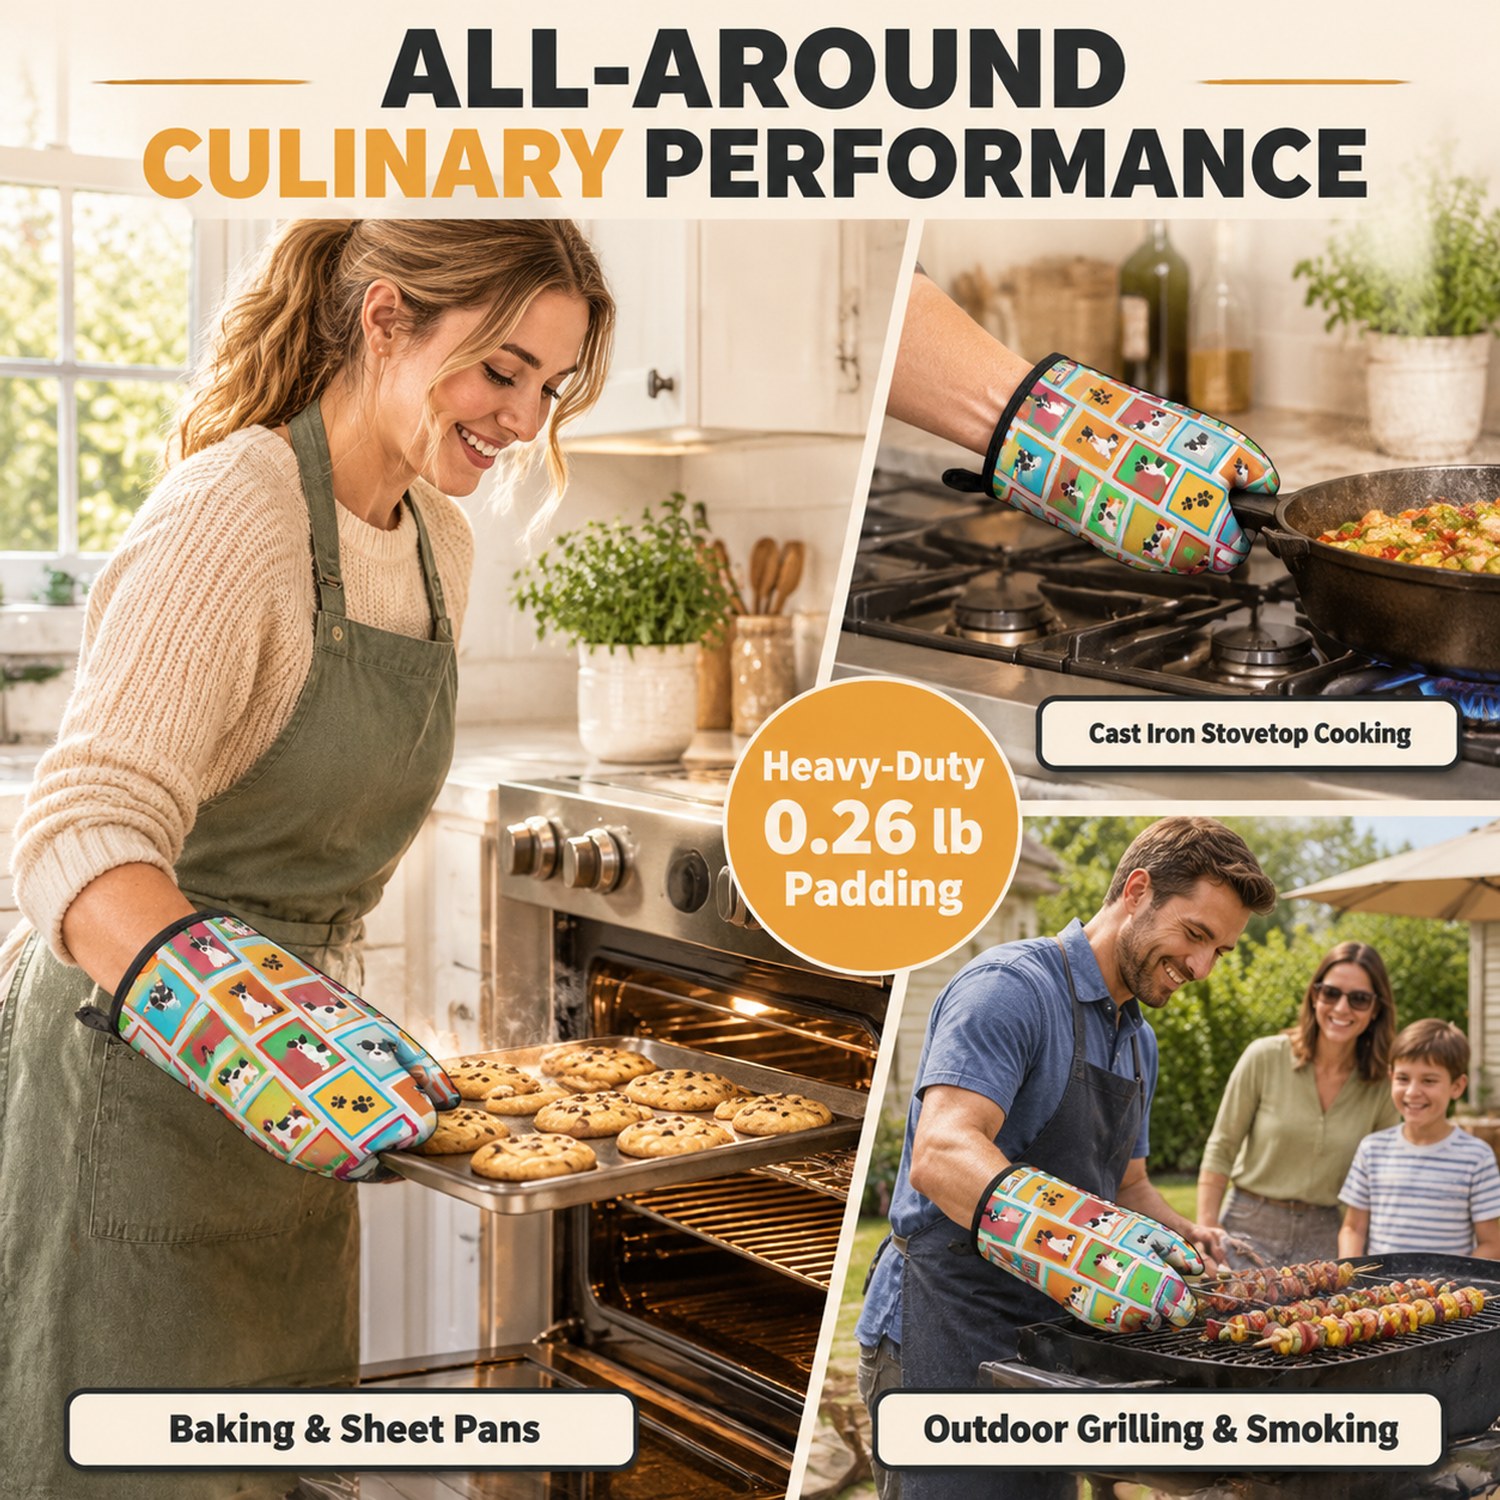 ALL-AROUND
CULINARY PERFORMANCE
Heavy-Duty
0.26 lb
Padding
Cast Iron Stovetop Cooking
Baking & Sheet Pans
Outdoor Grilling & Smoking